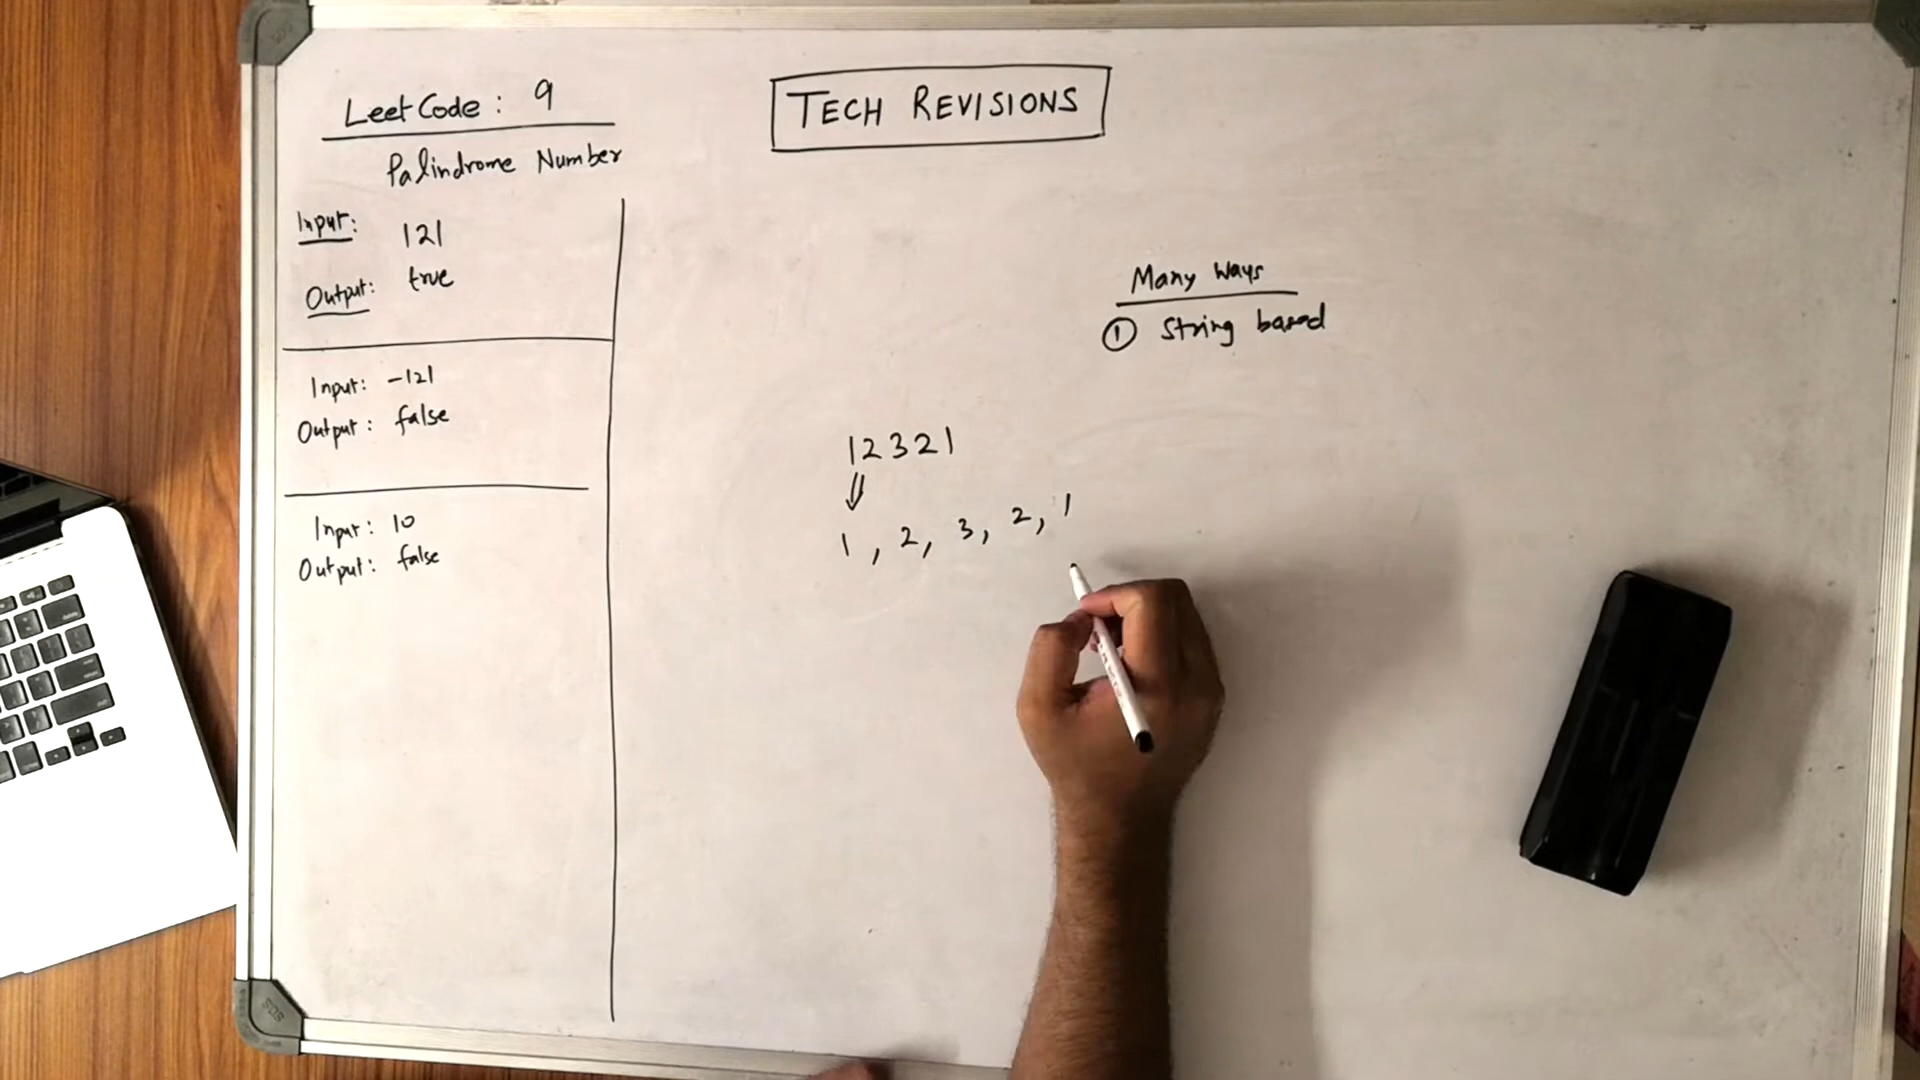 LeetCode: 9
Palindrome Number
Input: 121
Output: true
Input: -121
Output: false
Input: 10
Output: false
TECH REVISIONS
Many Ways
① String based
12321
1, 2, 3, 2, 1